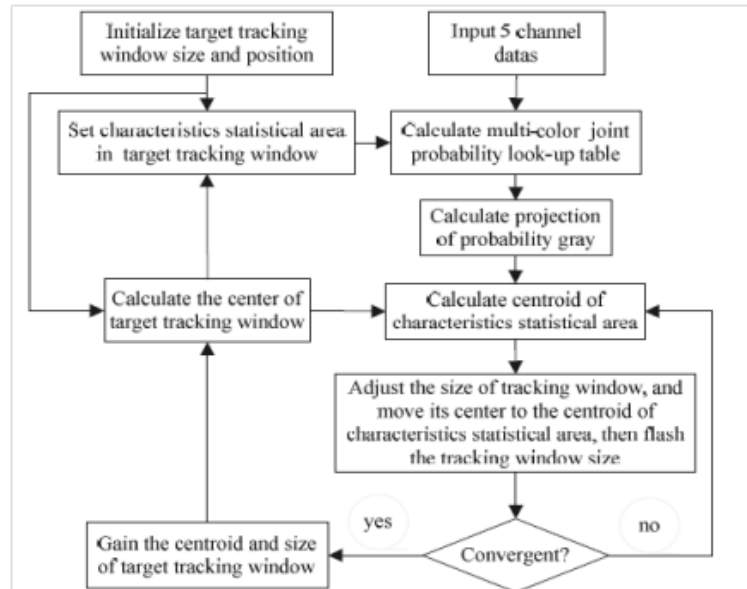 Initialize target tracking
window size and position
Input 5 channel
datas
Set characteristics statistical area
in target tracking window
Calculate multi-color joint
probability look-up table
Calculate projection
of probability gray
Calculate the center of
target tracking window
Calculate centroid of
characteristics statistical area
Adjust the size of tracking window, and
move its center to the centroid of
characteristics statistical area, then flash
the tracking window size
yes
no
Convergent?
Gain the centroid and size
of target tracking window